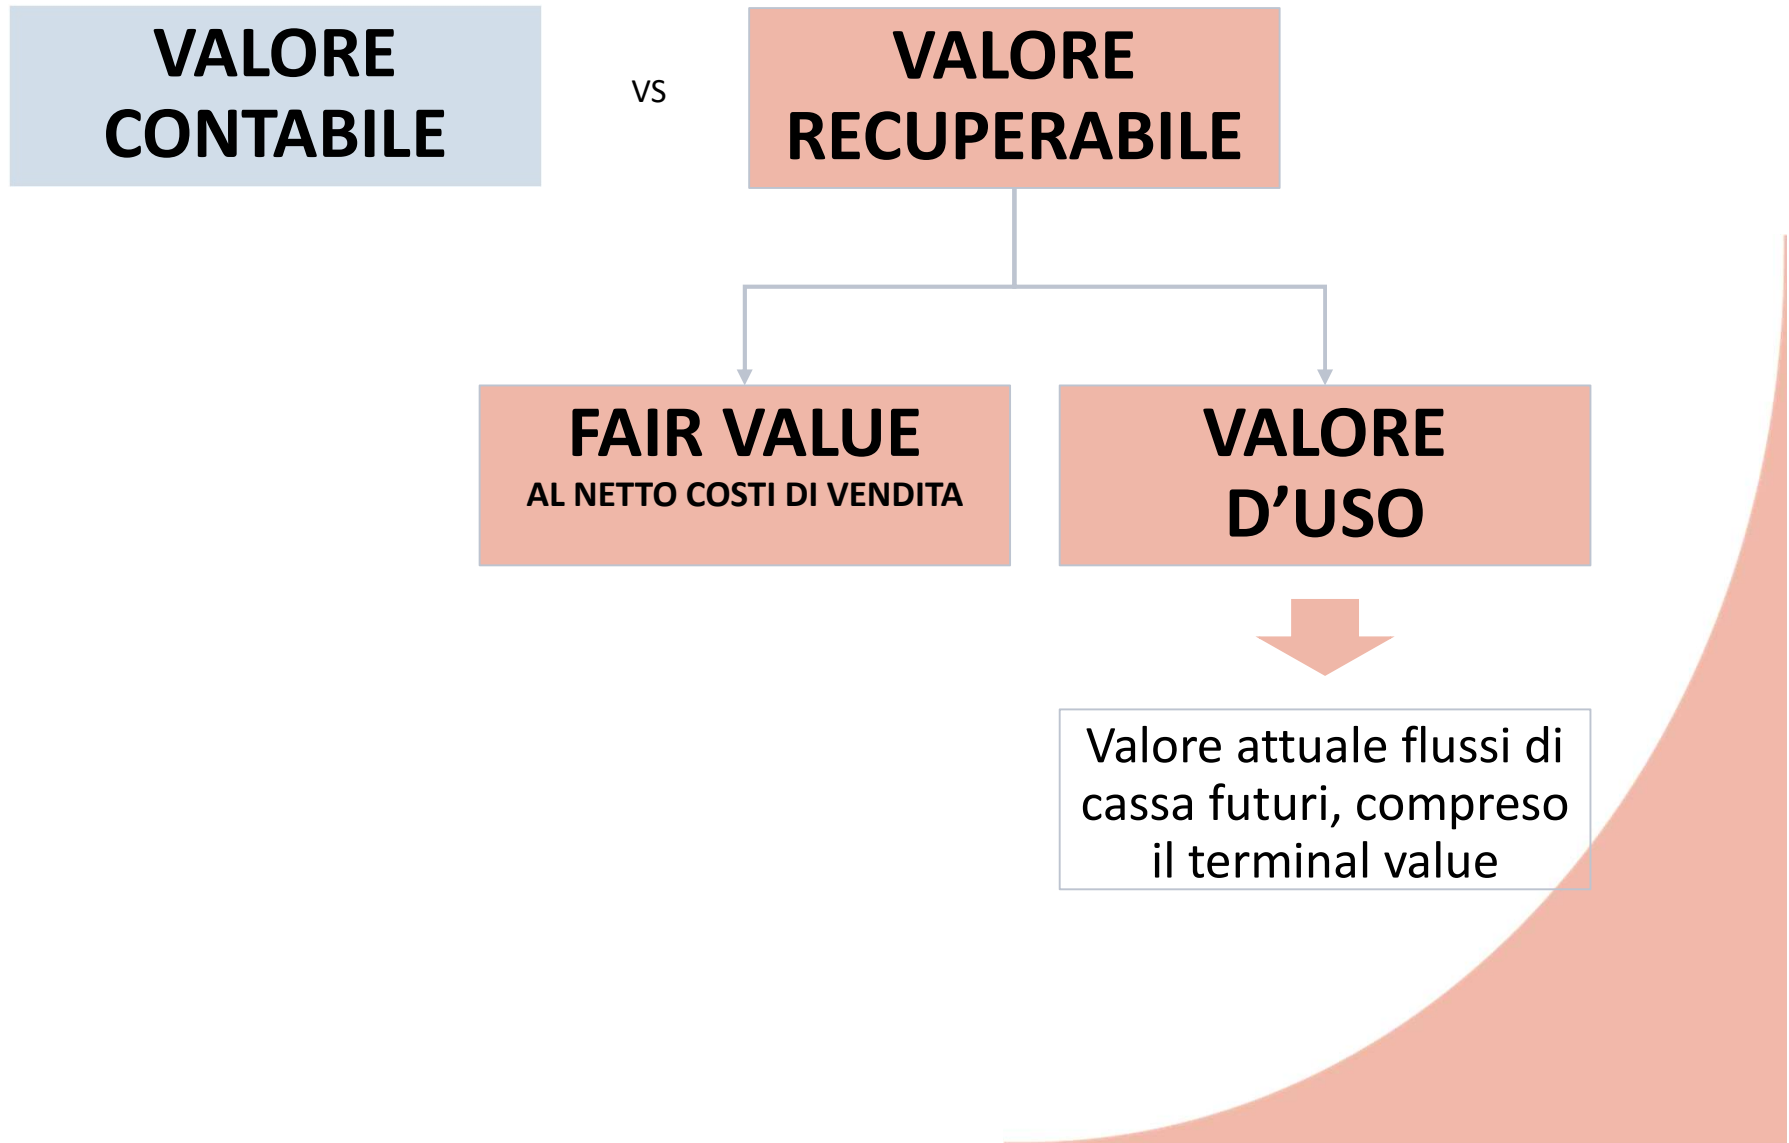 VALORE
CONTABILE
VS
VALORE
RECUPERABILE
FAIR VALUE
AL NETTO COSTI DI VENDITA
VALORE
D’USO
Valore attuale flussi di
cassa futuri, compreso
il terminal value